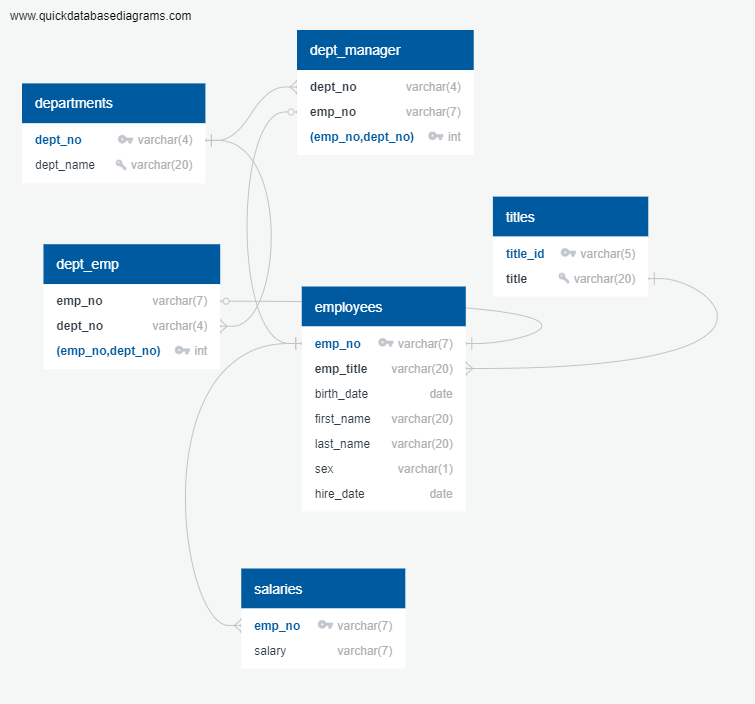 www.quickdatabasediagrams.com
dept_manager
dept_no varchar(4)
emp_no varchar(7)
(emp_no,dept_no) int
departments
dept_no varchar(4)
dept_name varchar(20)
titles
title_id varchar(5)
title varchar(20)
dept_emp
emp_no varchar(7)
dept_no varchar(4)
(emp_no,dept_no) int
employees
emp_no varchar(7)
emp_title varchar(20)
birth_date date
first_name varchar(20)
last_name varchar(20)
sex varchar(1)
hire_date date
salaries
emp_no varchar(7)
salary varchar(7)